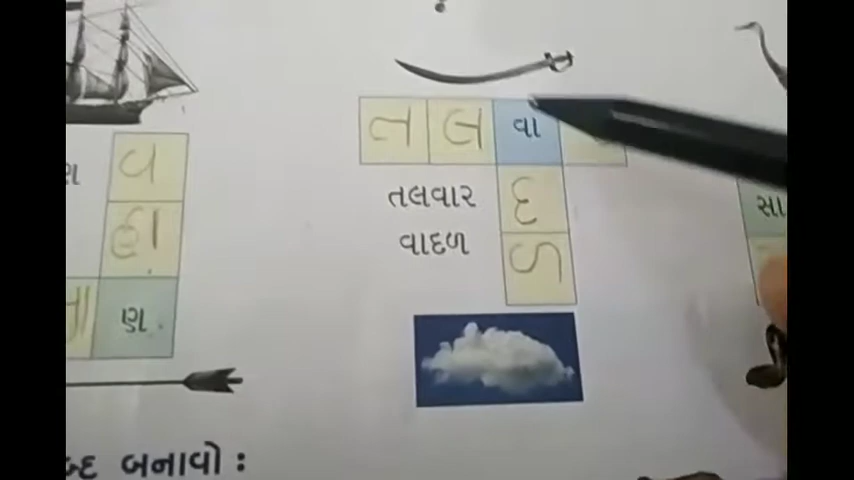 વ
ત લ વા
હા
તલવાર
દ
સા
વાદળ
ળ
ણ
બનાવો :